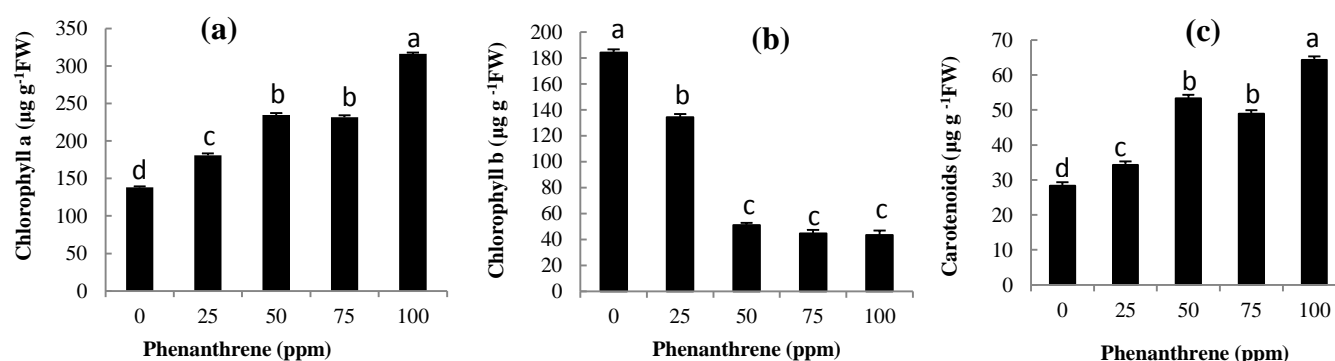 (a)
Chlorophyll a (µg g⁻¹FW)
350
300
250
200
150
100
50
0
d
c
b
b
a
0 25 50 75 100
Phenanthrene (ppm)
(b)
Chlorophyll b (µg g ⁻¹FW)
200
180
160
140
120
100
80
60
40
20
0
a
b
c
c
c
0 25 50 75 100
Phenanthrene (ppm)
(c)
Carotenoids (µg g ⁻¹FW)
70
60
50
40
30
20
10
0
d
c
b
b
a
0 25 50 75 100
Phenanthrene (ppm)